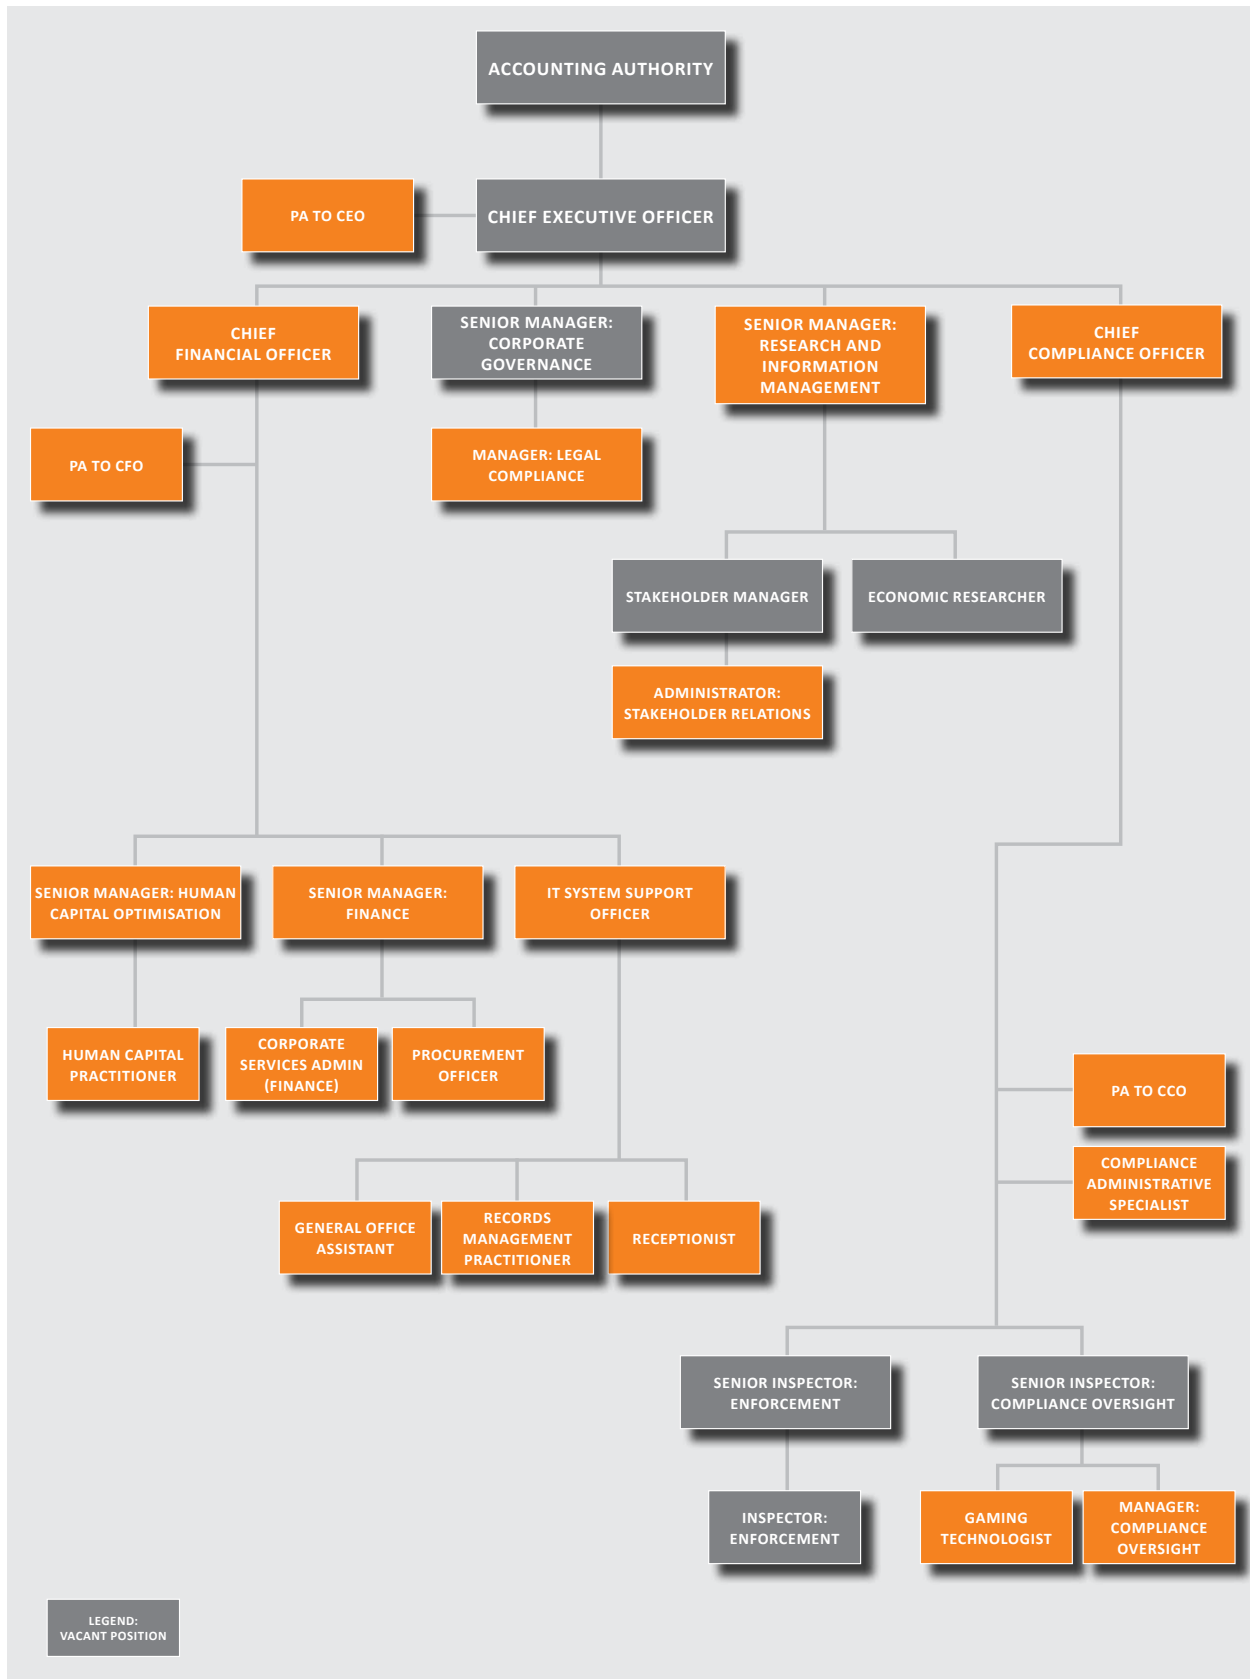 ACCOUNTING AUTHORITY
PA TO CEO
CHIEF EXECUTIVE OFFICER
CHIEF
FINANCIAL OFFICER
SENIOR MANAGER:
CORPORATE
GOVERNANCE
SENIOR MANAGER:
RESEARCH AND
INFORMATION
MANAGEMENT
CHIEF
COMPLIANCE OFFICER
PA TO CFO
MANAGER: LEGAL
COMPLIANCE
STAKEHOLDER MANAGER
ECONOMIC RESEARCHER
ADMINISTRATOR:
STAKEHOLDER RELATIONS
SENIOR MANAGER: HUMAN
CAPITAL OPTIMISATION
SENIOR MANAGER:
FINANCE
IT SYSTEM SUPPORT
OFFICER
HUMAN CAPITAL
PRACTITIONER
CORPORATE
SERVICES ADMIN
(FINANCE)
PROCUREMENT
OFFICER
PA TO CCO
COMPLIANCE
ADMINISTRATIVE
SPECIALIST
GENERAL OFFICE
ASSISTANT
RECORDS
MANAGEMENT
PRACTITIONER
RECEPTIONIST
SENIOR INSPECTOR:
ENFORCEMENT
SENIOR INSPECTOR:
COMPLIANCE OVERSIGHT
INSPECTOR:
ENFORCEMENT
GAMING
TECHNOLOGIST
MANAGER:
COMPLIANCE
OVERSIGHT
LEGEND:
VACANT POSITION